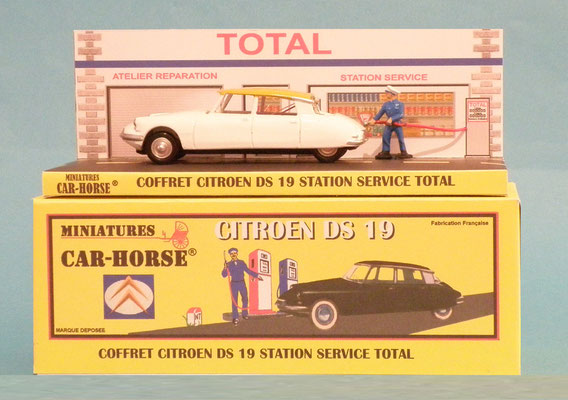 TOTAL
ATELIER REPARATION
STATION SERVICE
MINIATURES
CAR-HORSE®
COFFRET CITROEN DS 19 STATION SERVICE TOTAL
MINIATURES
CAR-HORSE®
CITROEN DS 19
Fabrication Française
MARQUE DEPOSÉE
COFFRET CITROEN DS 19 STATION SERVICE TOTAL